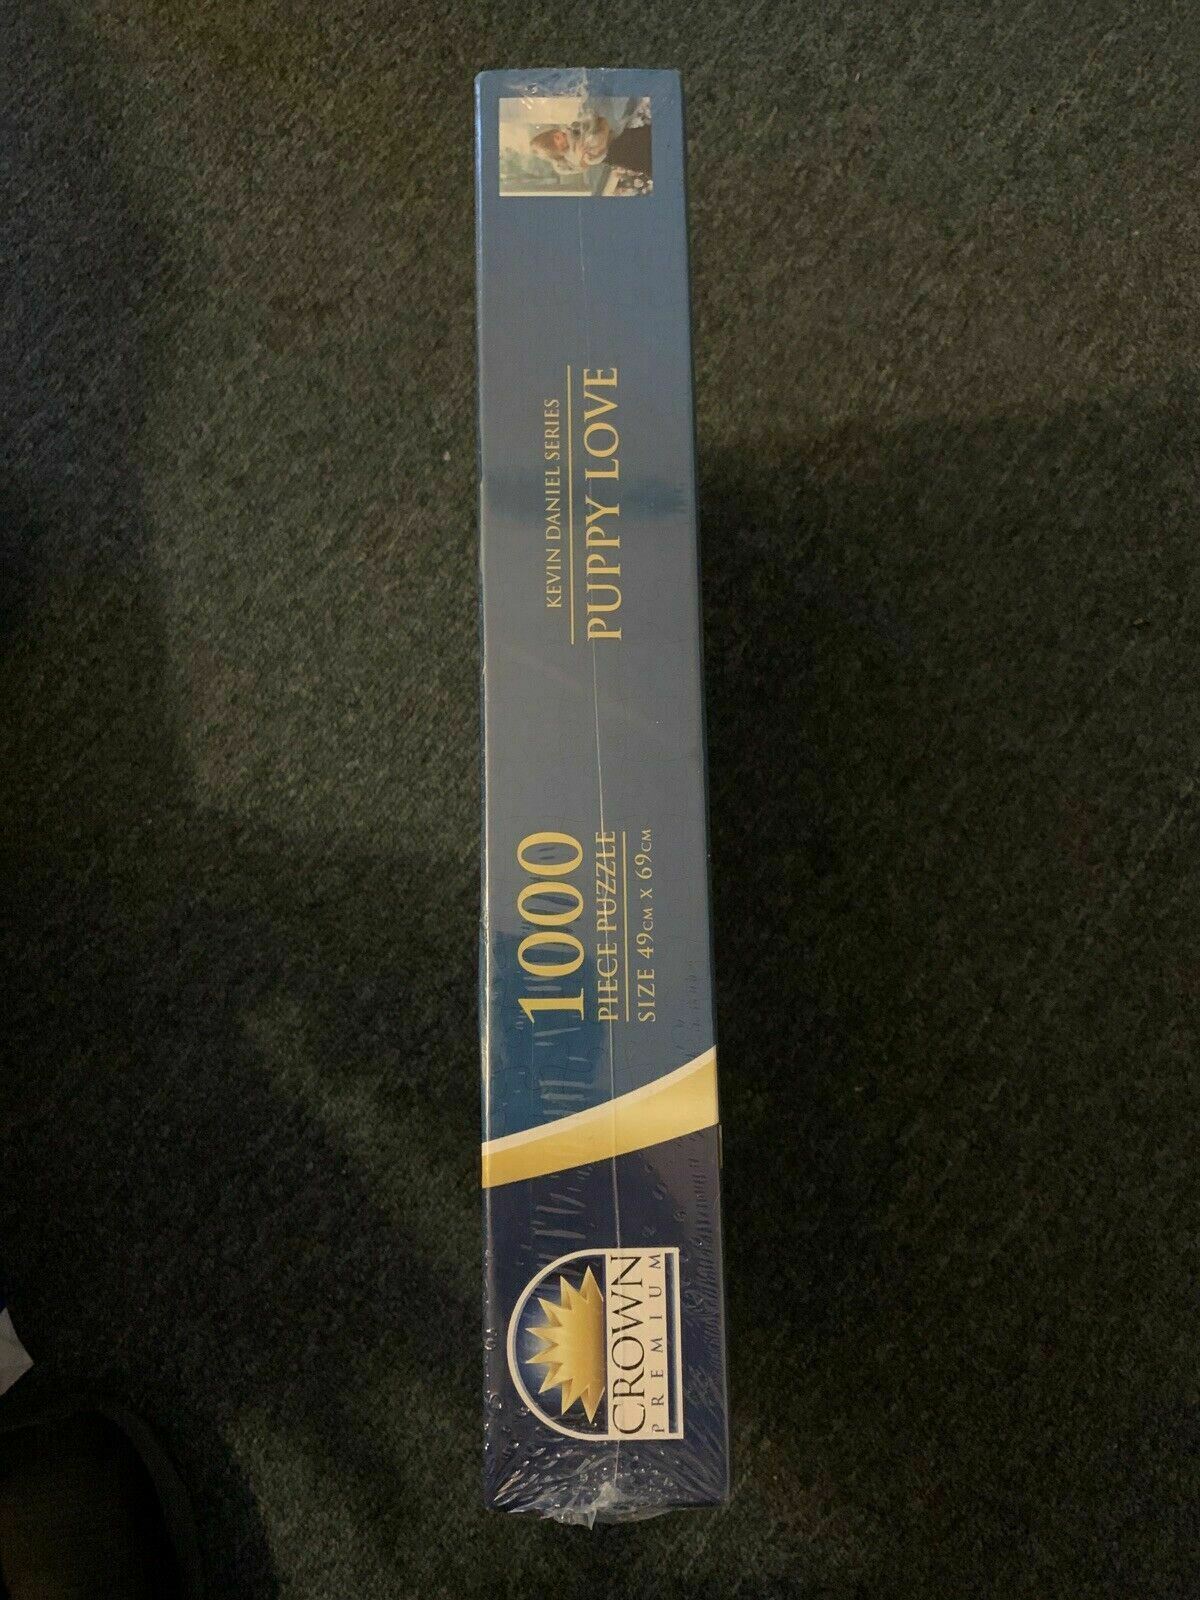 CROWN
PREMIUM
1000
PIECE PUZZLE
SIZE 49CM X 69CM
KEVIN DANIEL SERIES
PUPPY LOVE